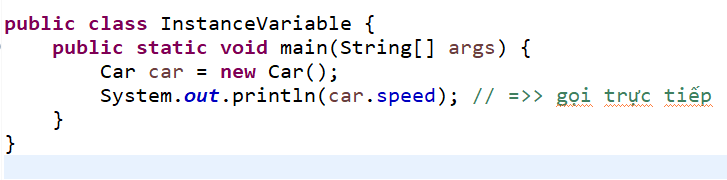 public class InstanceVariable {
    public static void main(String[] args) {
        Car car = new Car();
        System.out.println(car.speed); // =>> gọi trực tiếp
    }
}